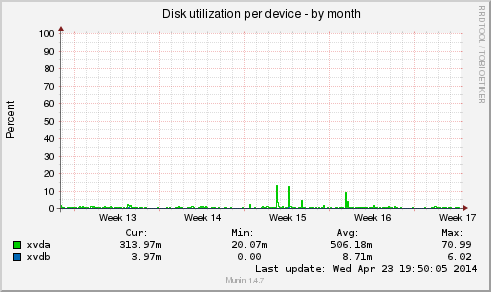 Disk utilization per device - by month
RRDTOOL / TOBI OETIKER
Percent
100
90
80
70
60
50
40
30
20
10
0
Week 13 Week 14 Week 15 Week 16 Week 17
Cur: Min: Avg: Max:
xvda 313.97m 20.07m 506.18m 70.99
xvdb 3.97m 0.00 8.71m 6.02
Last update: Wed Apr 23 19:50:05 2014
Munin 1.4.7